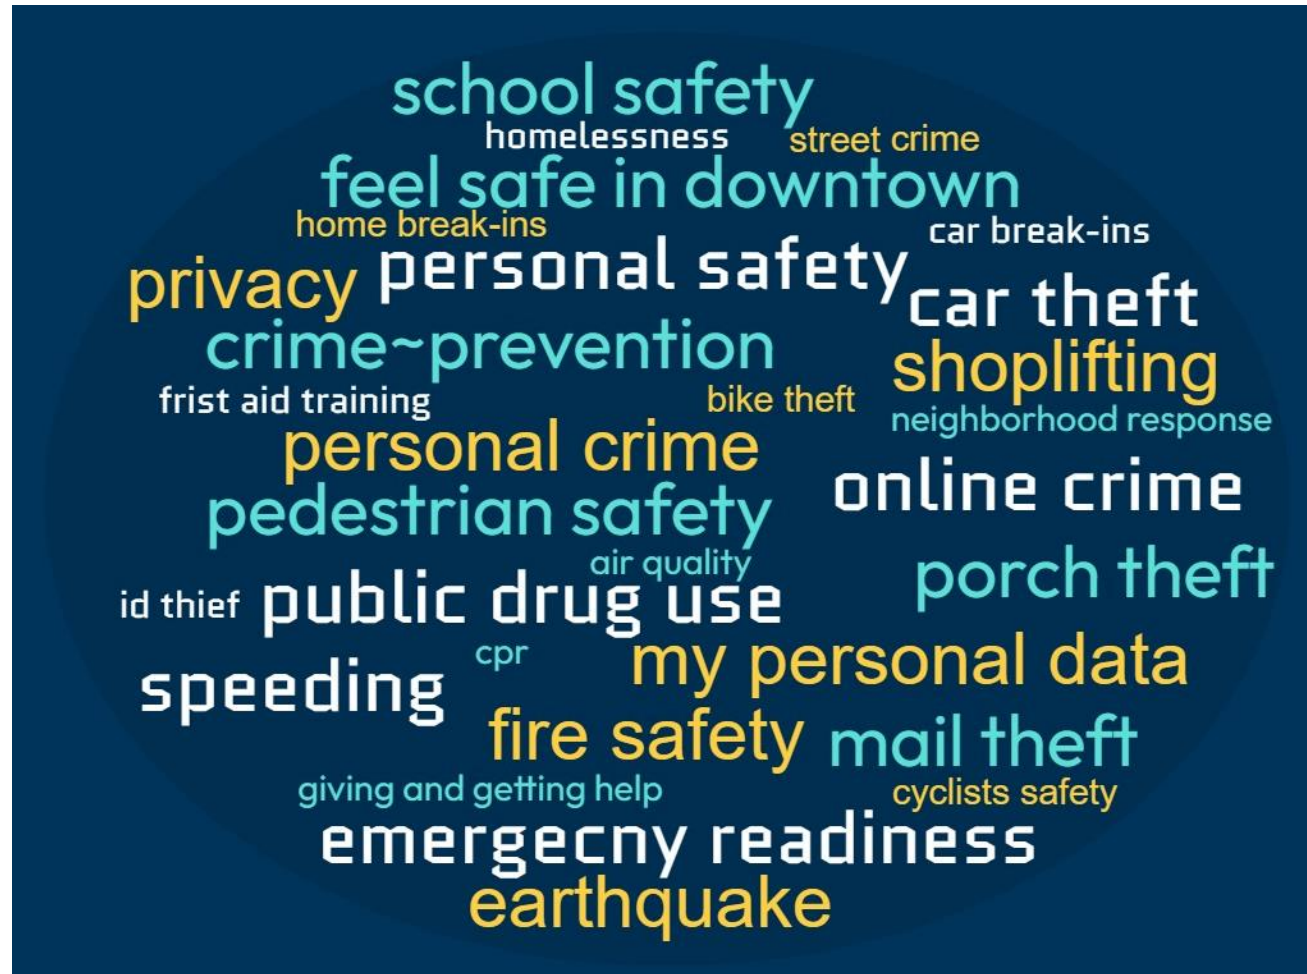 school safety
homelessness
street crime
feel safe in downtown
home break-ins
car break-ins
personal safety
privacy
car theft
crime~prevention
shoplifting
frist aid training
bike theft
neighborhood response
personal crime
online crime
pedestrian safety
air quality
porch theft
id thief
public drug use
cpr
my personal data
speeding
fire safety
mail theft
giving and getting help
cyclists safety
emergecny readiness
earthquake